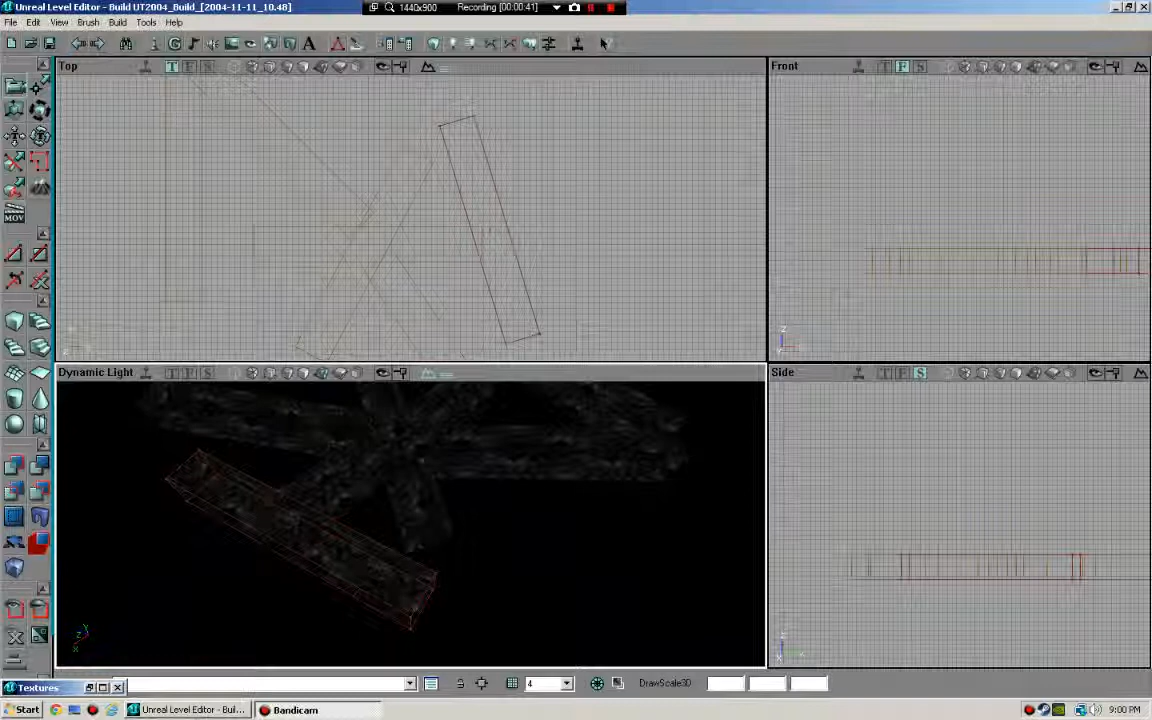 Unreal Level Editor - Build UT2004_Build_[2004-11-11_10.48]
1440x900 Recording [00:00:41]
File Edit View Brush Build Tools Help
Top
T F S
Front
T F S
MOV
Dynamic Light
T F S
Side
T F S
4
DrawScale3D
Textures
Start
Unreal Level Editor - Buil...
Bandicam
9:00 PM